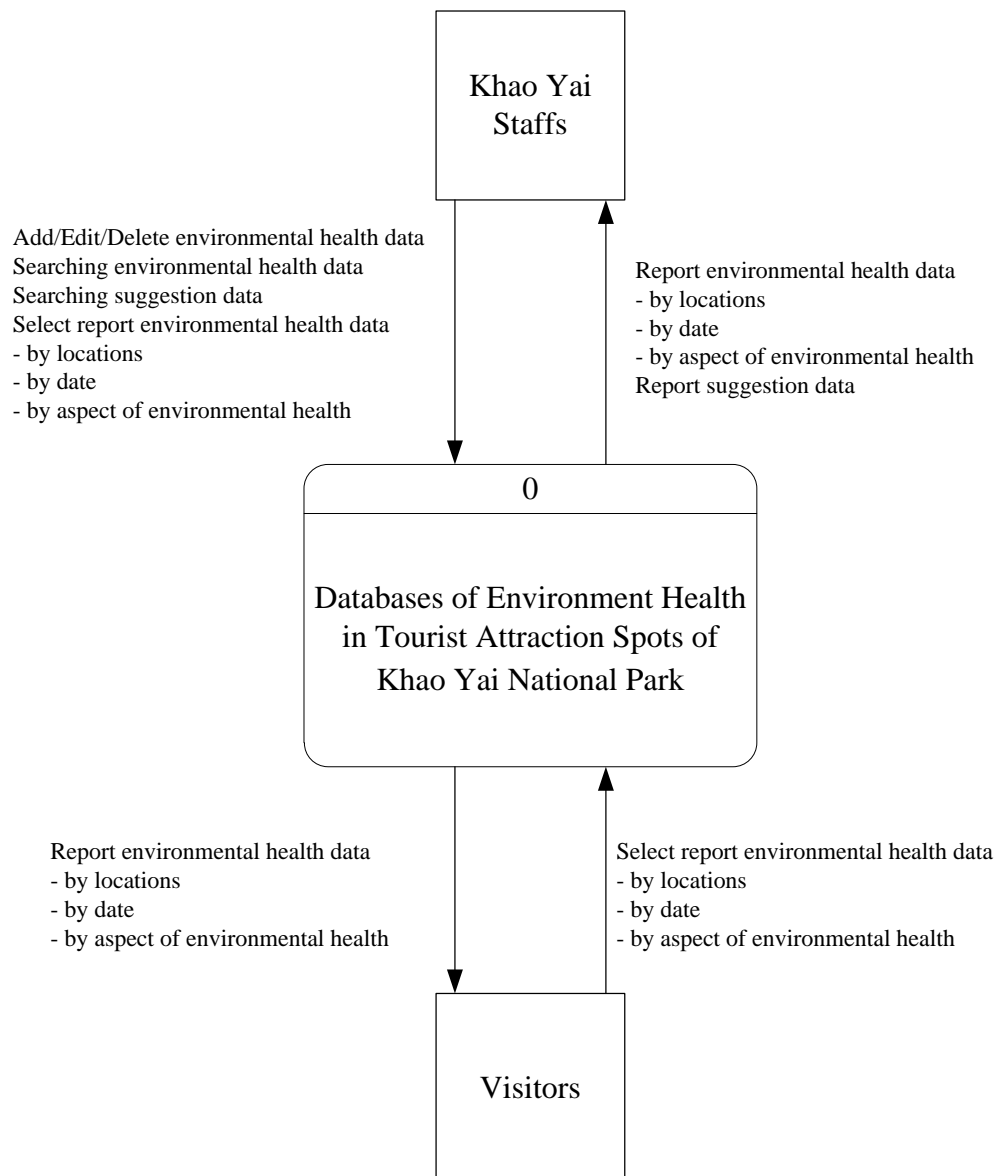 Khao Yai
Staffs
Add/Edit/Delete environmental health data
Searching environmental health data
Searching suggestion data
Select report environmental health data
- by locations
- by date
- by aspect of environmental health
Report environmental health data
- by locations
- by date
- by aspect of environmental health
Report suggestion data
0
Databases of Environment Health
in Tourist Attraction Spots of
Khao Yai National Park
Report environmental health data
- by locations
- by date
- by aspect of environmental health
Select report environmental health data
- by locations
- by date
- by aspect of environmental health
Visitors